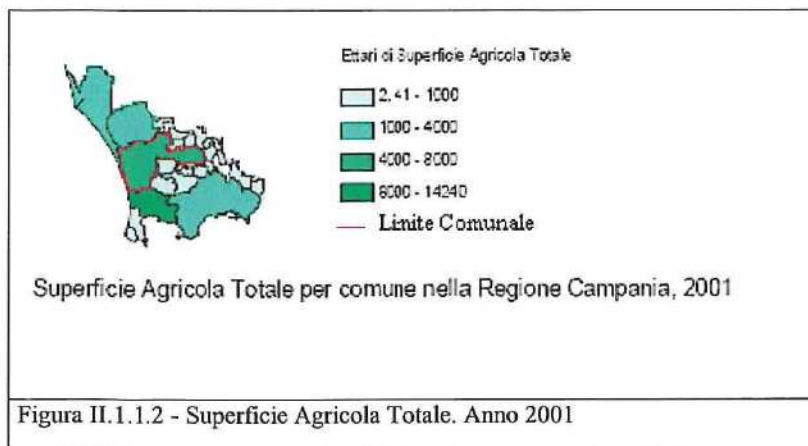 Ettari di Superficie Agricola Totale
2,41 - 1000
1000 - 4000
4000 - 8000
8000 - 14240
Limite Comunale
Superficie Agricola Totale per comune nella Regione Campania, 2001
Figura II.1.1.2 - Superficie Agricola Totale. Anno 2001